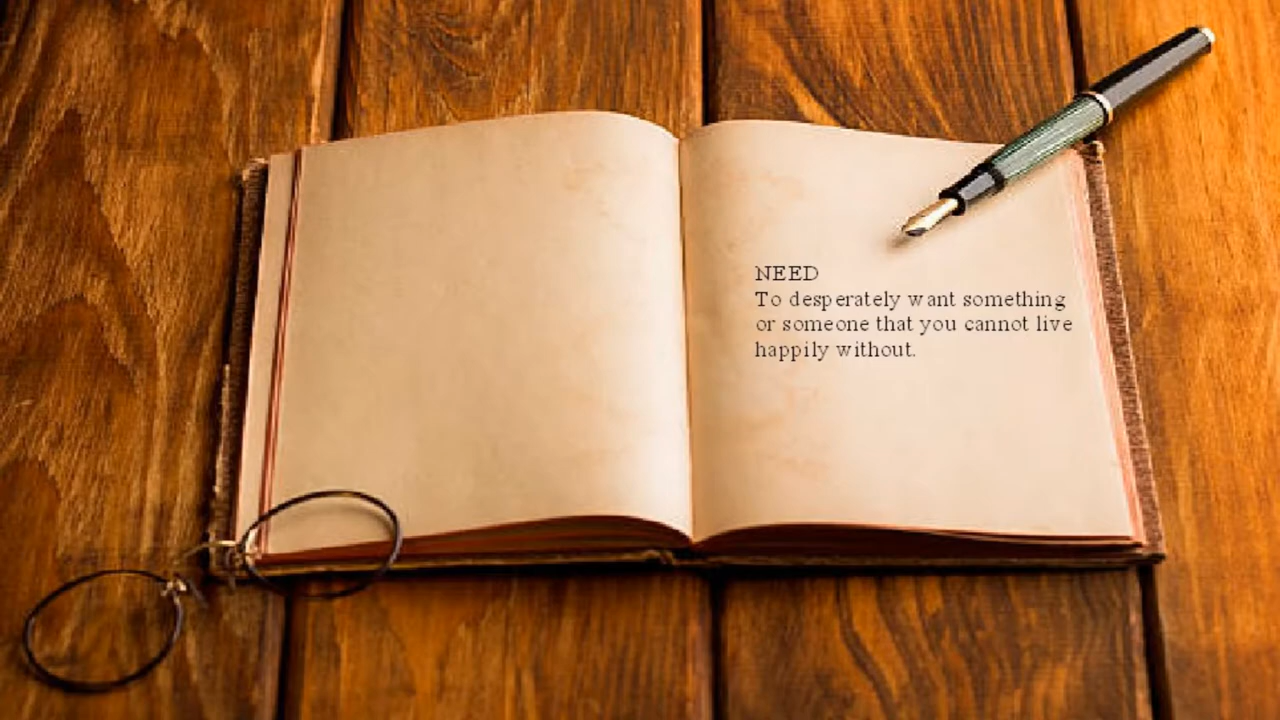 NEED
To desperately want something
or someone that you cannot live
happily without.